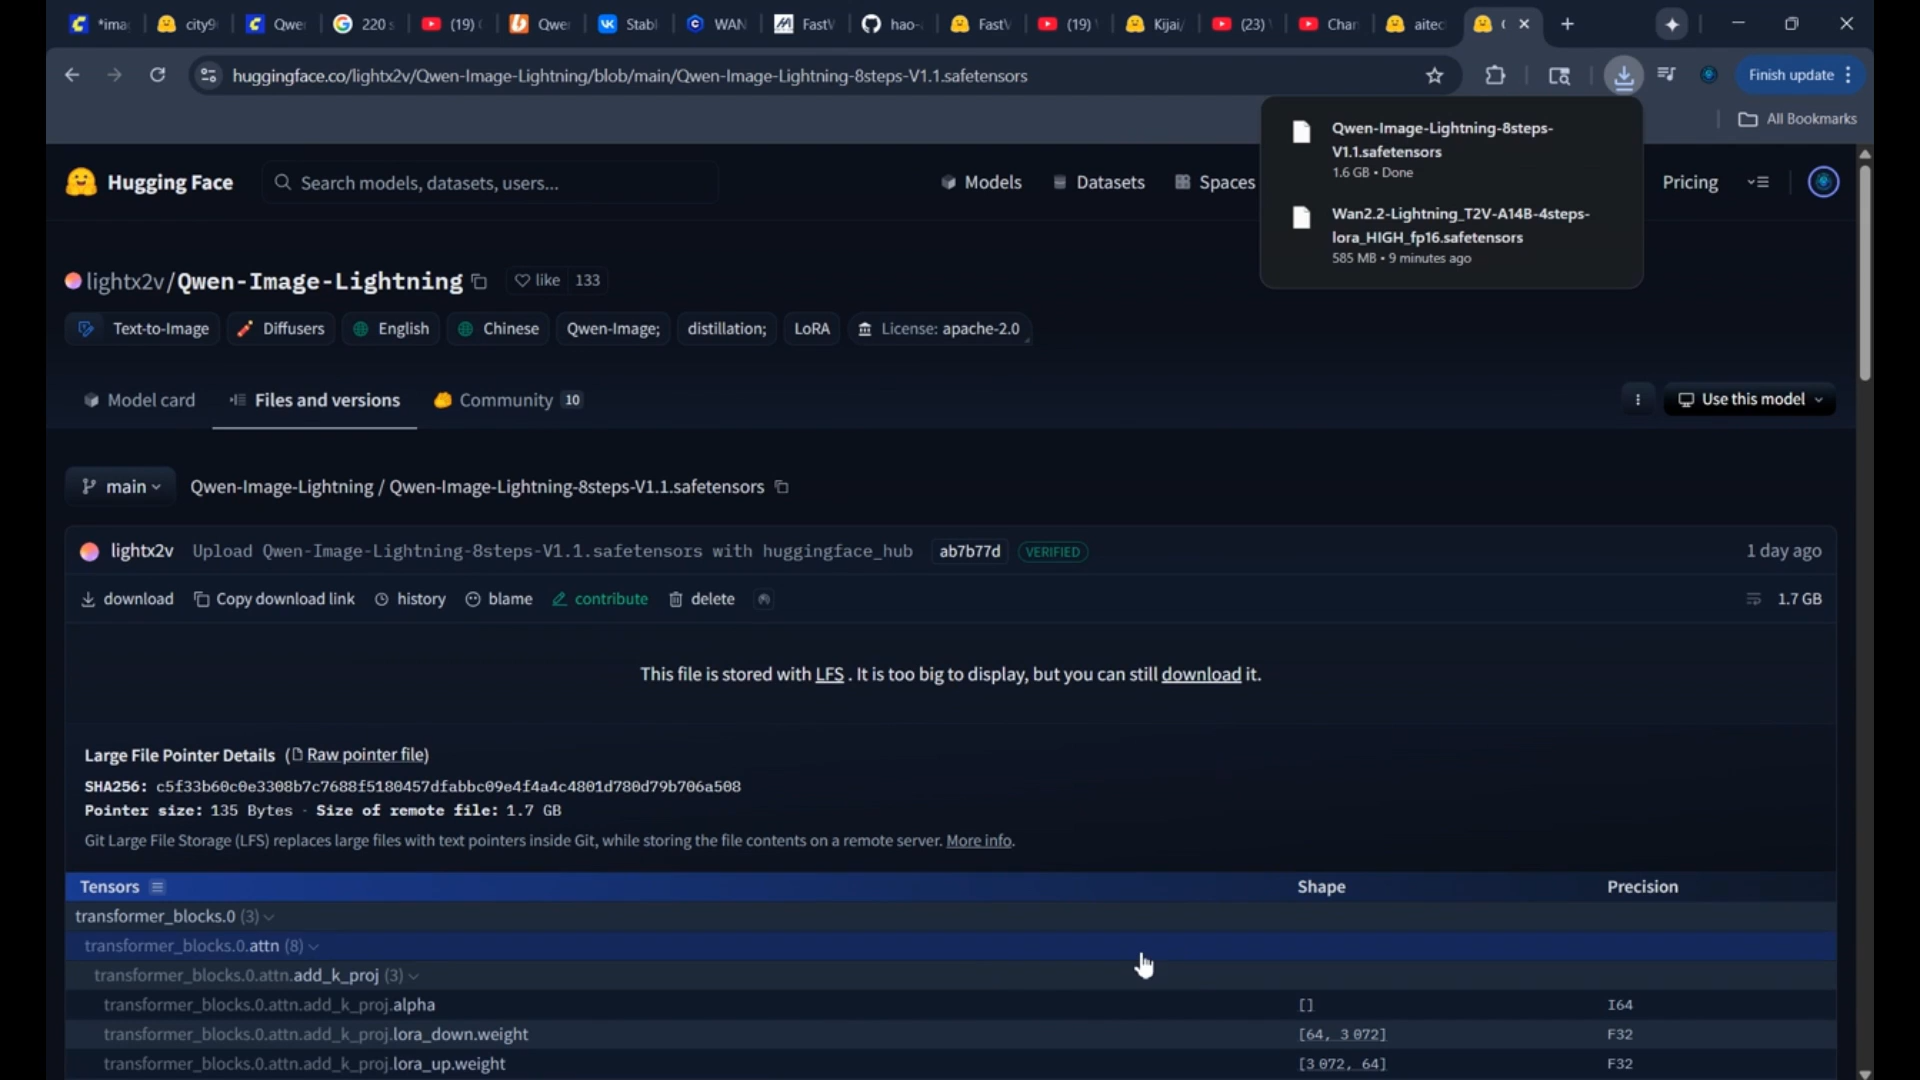 *ima
city9
Qwe
220 s
(19) (
Qwe
Stabl
WAN
FastV
hao-
FastV
(19)
Kijai/
(23)
Chan
aitec
huggingface.co/lightx2v/Qwen-Image-Lightning/blob/main/Qwen-Image-Lightning-8steps-V1.1.safetensors
Finish update
All Bookmarks
Qwen-Image-Lightning-8steps-
V1.1.safetensors
1.6 GB • Done
Wan2.2-Lightning_T2V-A14B-4steps-
lora_HIGH_fp16.safetensors
585 MB • 9 minutes ago
Hugging Face
Search models, datasets, users...
Models
Datasets
Spaces
Pricing
lightx2v/Qwen-Image-Lightning
like 133
Text-to-Image
Diffusers
English
Chinese
Qwen-Image;
distillation;
LoRA
License: apache-2.0
Model card
Files and versions
Community 10
Use this model
main
Qwen-Image-Lightning / Qwen-Image-Lightning-8steps-V1.1.safetensors
lightx2v Upload Qwen-Image-Lightning-8steps-V1.1.safetensors with huggingface_hub ab7b77d VERIFIED 1 day ago
download Copy download link history blame contribute delete 1.7 GB
This file is stored with LFS . It is too big to display, but you can still download it.
Large File Pointer Details ( Raw pointer file)
SHA256: c5f33b60c0e3308b7c7688f5180457dfabbc09e4f4a4c4801d780d79b706a508
Pointer size: 135 Bytes · Size of remote file: 1.7 GB
Git Large File Storage (LFS) replaces large files with text pointers inside Git, while storing the file contents on a remote server. More info.
Tensors Shape Precision
transformer_blocks.0 (3)
transformer_blocks.0.attn (8)
transformer_blocks.0.attn.add_k_proj (3)
transformer_blocks.0.attn.add_k_proj.alpha [] I64
transformer_blocks.0.attn.add_k_proj.lora_down.weight [64, 3 072] F32
transformer_blocks.0.attn.add_k_proj.lora_up.weight [3 072, 64] F32